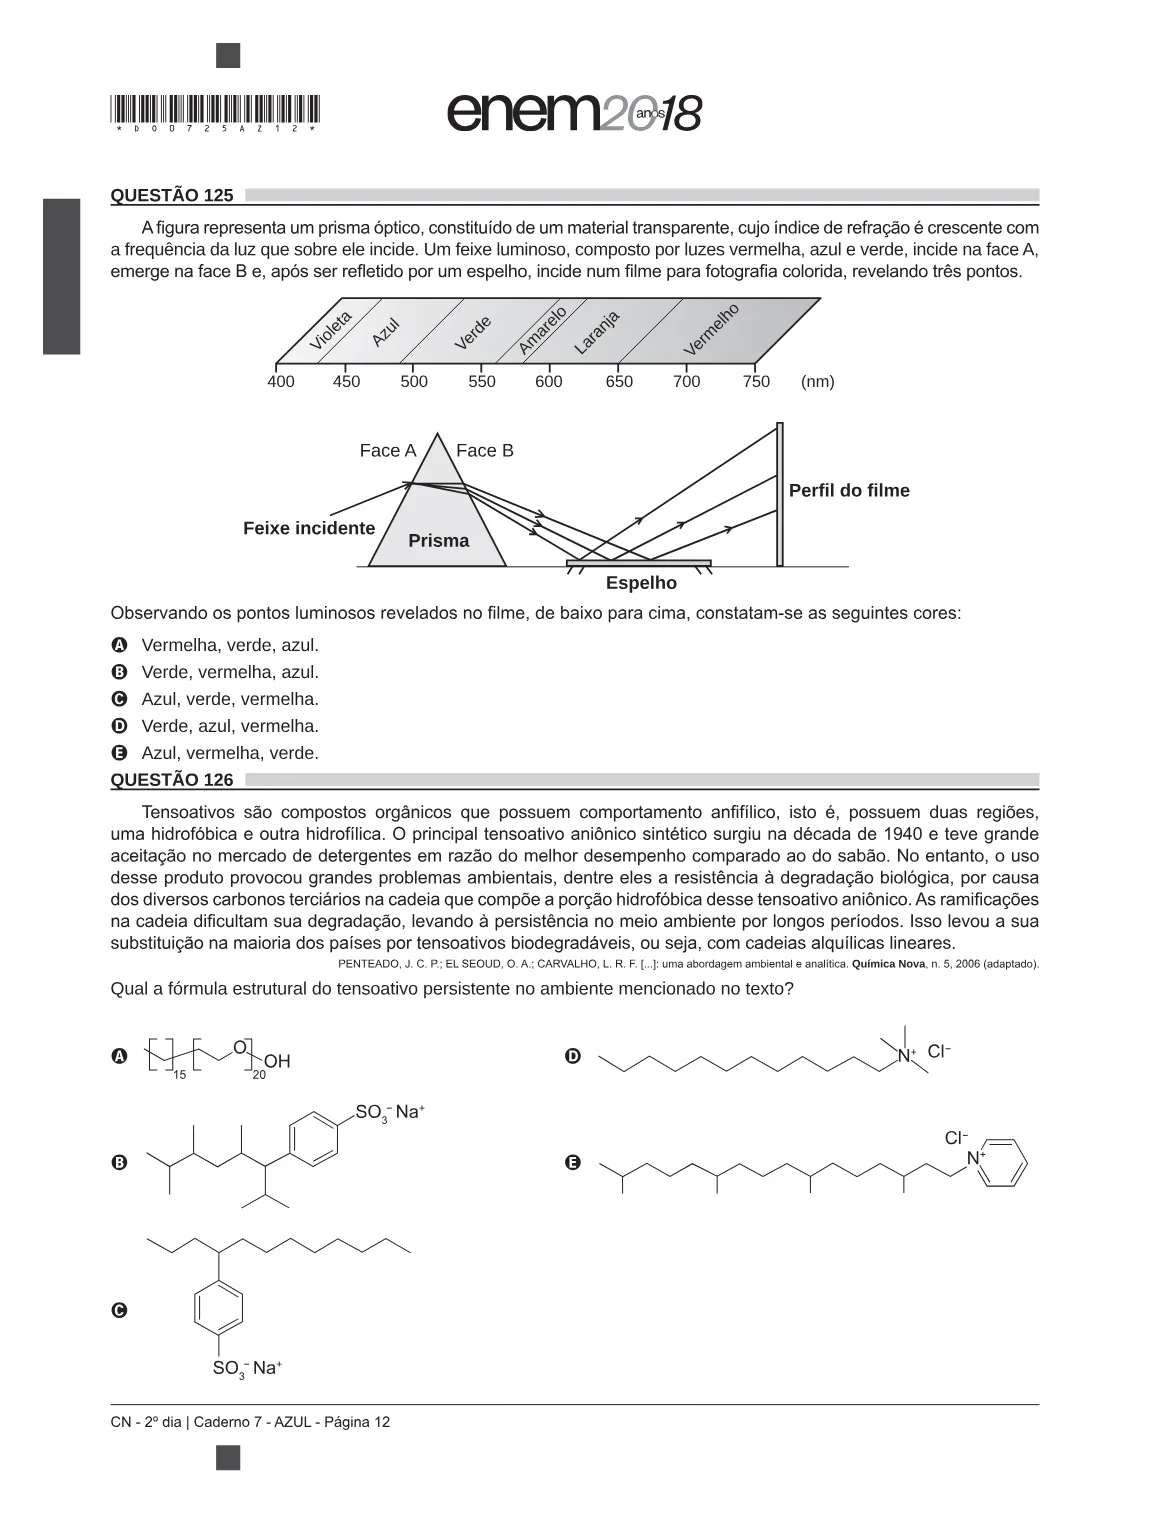 *D0725AZ12*
enem20anos18
QUESTÃO 125
A figura representa um prisma óptico, constituído de um material transparente, cujo índice de refração é crescente com
a frequência da luz que sobre ele incide. Um feixe luminoso, composto por luzes vermelha, azul e verde, incide na face A,
emerge na face B e, após ser refletido por um espelho, incide num filme para fotografia colorida, revelando três pontos.
Violeta Azul Verde Amarelo Laranja Vermelho
400 450 500 550 600 650 700 750 (nm)
Face A Face B
Perfil do filme
Feixe incidente
Prisma
Espelho
Observando os pontos luminosos revelados no filme, de baixo para cima, constatam-se as seguintes cores:
A Vermelha, verde, azul.
B Verde, vermelha, azul.
C Azul, verde, vermelha.
D Verde, azul, vermelha.
E Azul, vermelha, verde.
QUESTÃO 126
Tensoativos são compostos orgânicos que possuem comportamento anfifílico, isto é, possuem duas regiões,
uma hidrofóbica e outra hidrofílica. O principal tensoativo aniônico sintético surgiu na década de 1940 e teve grande
aceitação no mercado de detergentes em razão do melhor desempenho comparado ao do sabão. No entanto, o uso
desse produto provocou grandes problemas ambientais, dentre eles a resistência à degradação biológica, por causa
dos diversos carbonos terciários na cadeia que compõe a porção hidrofóbica desse tensoativo aniônico. As ramificações
na cadeia dificultam sua degradação, levando à persistência no meio ambiente por longos períodos. Isso levou a sua
substituição na maioria dos países por tensoativos biodegradáveis, ou seja, com cadeias alquílicas lineares.
PENTEADO, J. C. P.; EL SEOUD, O. A.; CARVALHO, L. R. F. [...]: uma abordagem ambiental e analítica. Química Nova, n. 5, 2006 (adaptado).
Qual a fórmula estrutural do tensoativo persistente no ambiente mencionado no texto?
A 15 O 20 OH
B SO3− Na+
C SO3− Na+
D N+ Cl−
E Cl− N+
CN - 2º dia | Caderno 7 - AZUL - Página 12